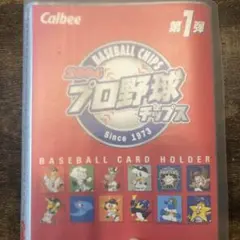 Calbee
第1弾
BASEBALL CHIPS
プロ野球
チップス
Since 1973
BASEBALL CARD HOLDER